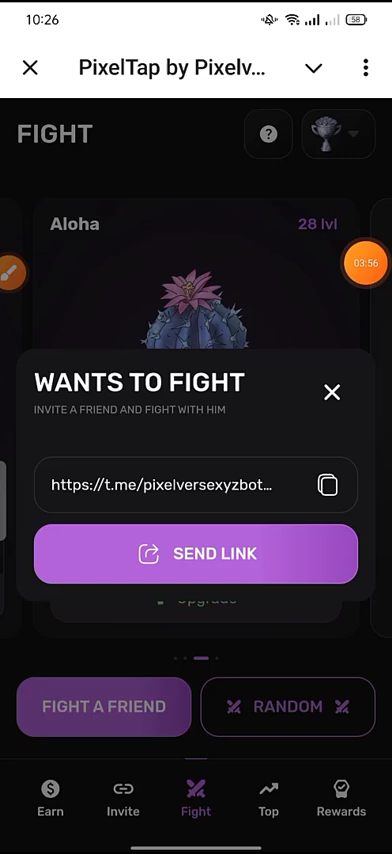 10:26
58
PixelTap by Pixelv...
FIGHT
?
Aloha
28 lvl
03:56
WANTS TO FIGHT
INVITE A FRIEND AND FIGHT WITH HIM
https://t.me/pixelversexyzbot...
SEND LINK
Upgrade
FIGHT A FRIEND
RANDOM
Earn
Invite
Fight
Top
Rewards